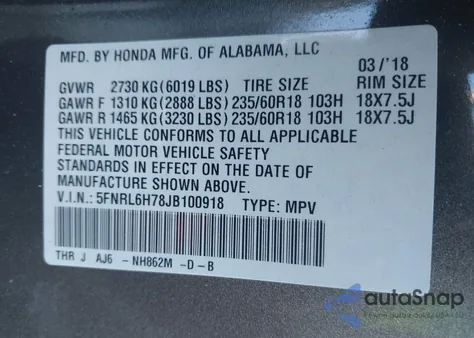 MFD. BY HONDA MFG. OF ALABAMA, LLC
03 /'18
GVWR 2730 KG(6019 LBS) TIRE SIZE RIM SIZE
GAWR F 1310 KG(2888 LBS)235/60R18 103H 18X7.5J
GAWR R 1465 KG(3230 LBS)235/60R18 103H 18X7.5J
THIS VEHICLE CONFORMS TO ALL APPLICABLE
FEDERAL MOTOR VEHICLE SAFETY
STANDARDS IN EFFECT ON THE DATE OF
MANUFACTURE SHOWN ABOVE.
V.I.N.: 5FNRL6H78JB100918 TYPE: MPV
THR J AJ6 - NH862M -D-B
autoSnap